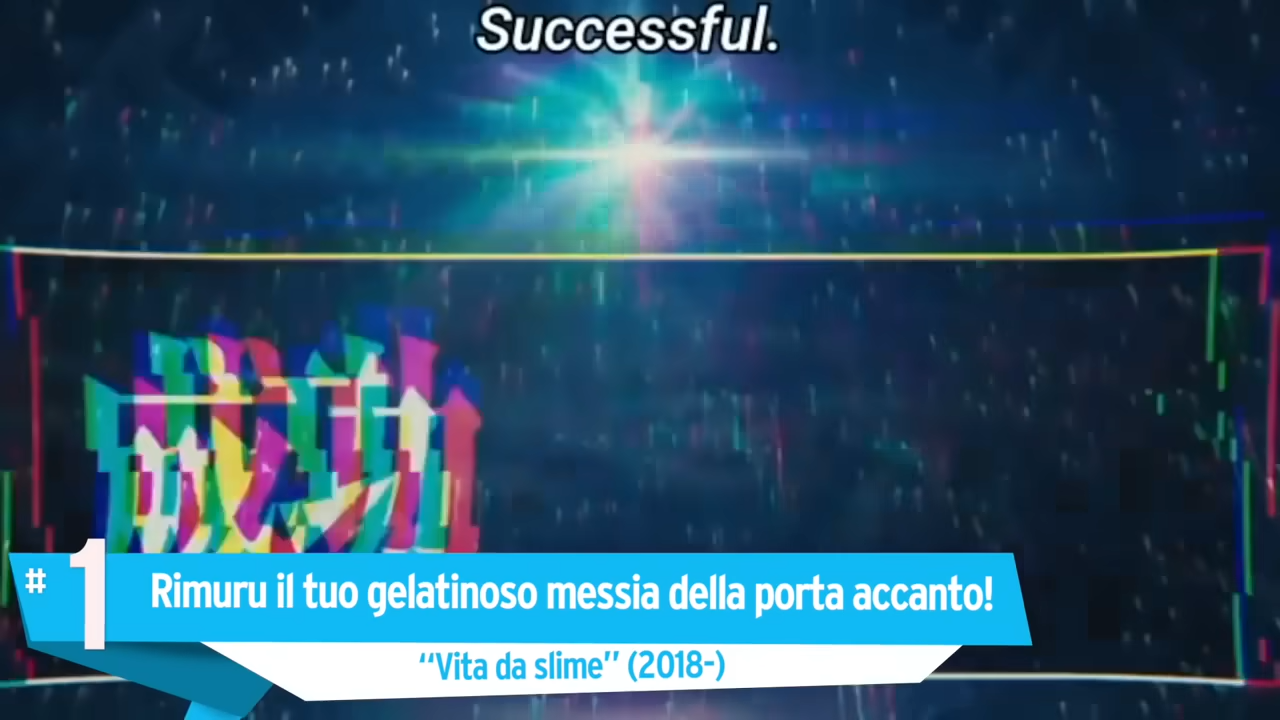 Successful.
#1 Rimuru il tuo gelatinoso messia della porta accanto!
“Vita da slime” (2018-)